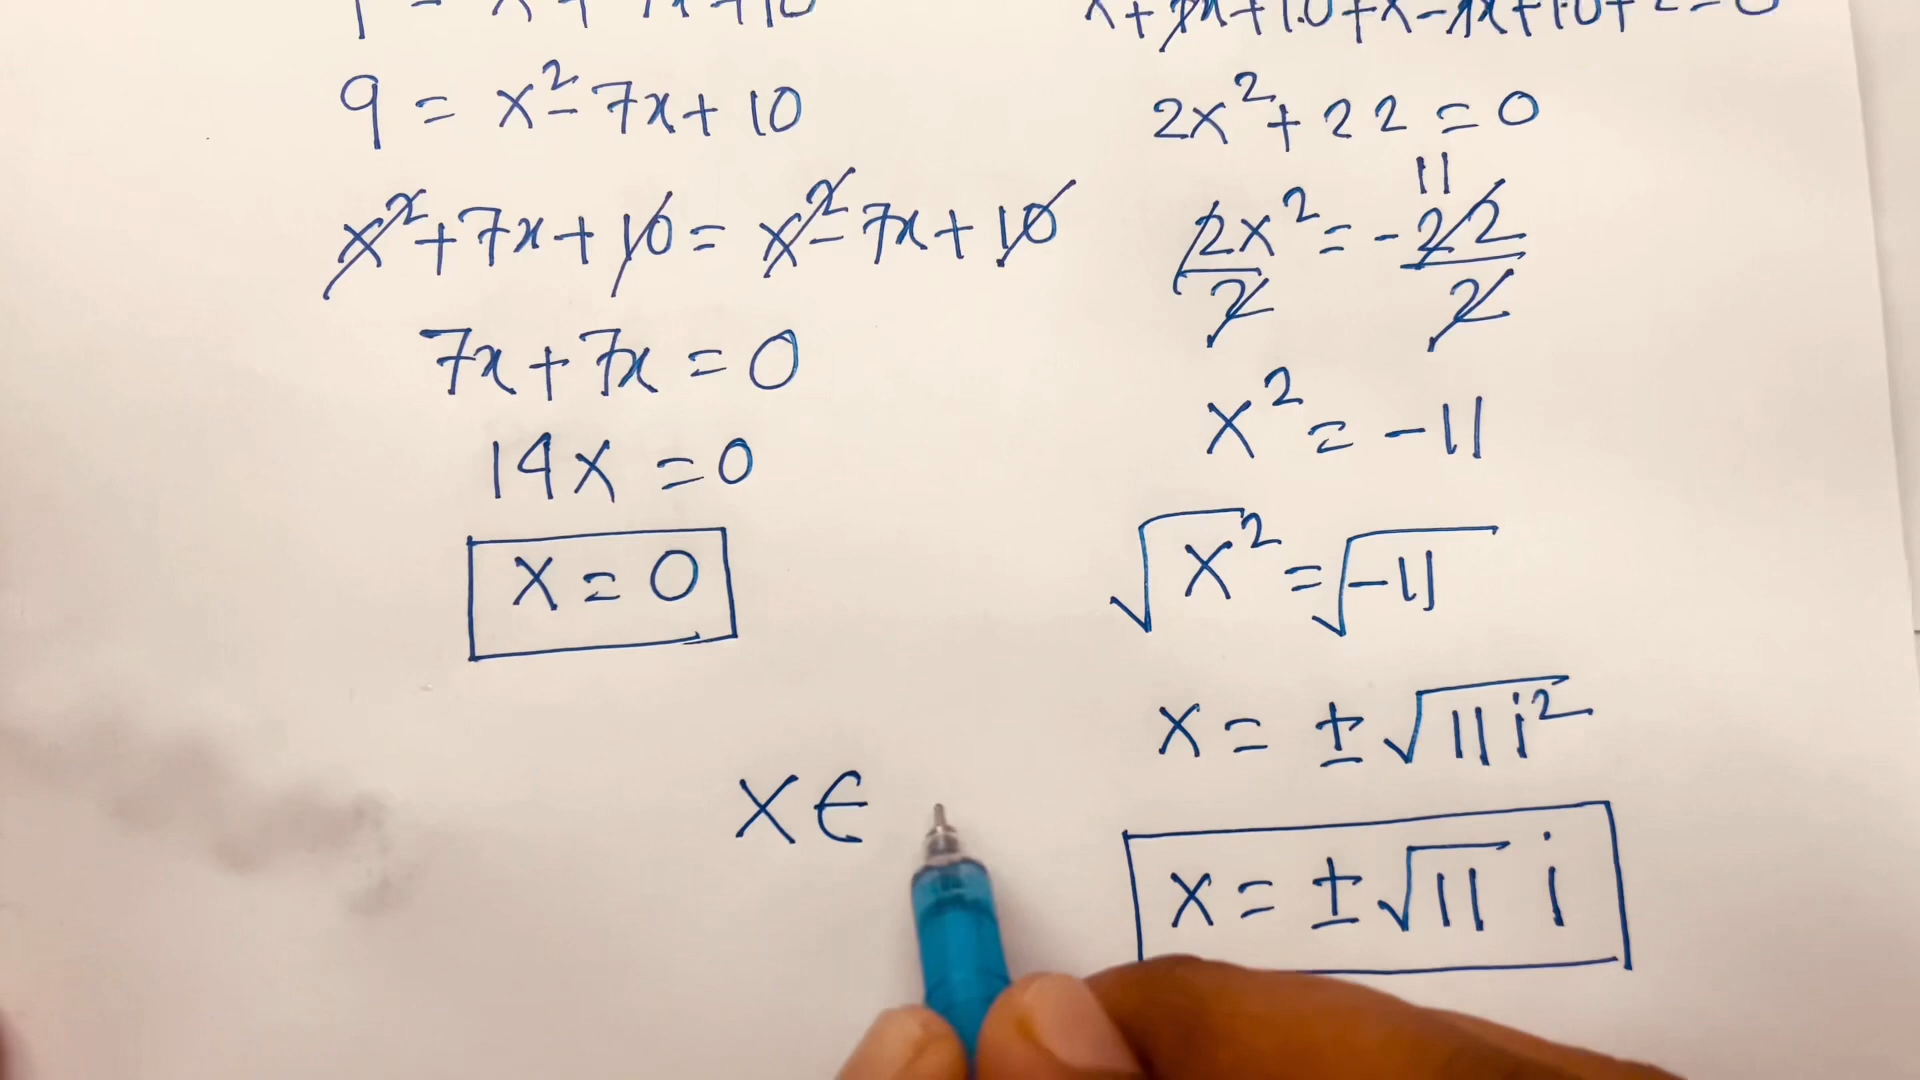 9 = x² - 7x + 10
x² + 7x + 10 = x² - 7x + 10
7x + 7x = 0
14x = 0
x = 0
2x² + 22 = 0
11
2x² = -22
2 2
x² = -11
√x² = √-11
x = ± √11 i²
x = ± √11 i
x ∈